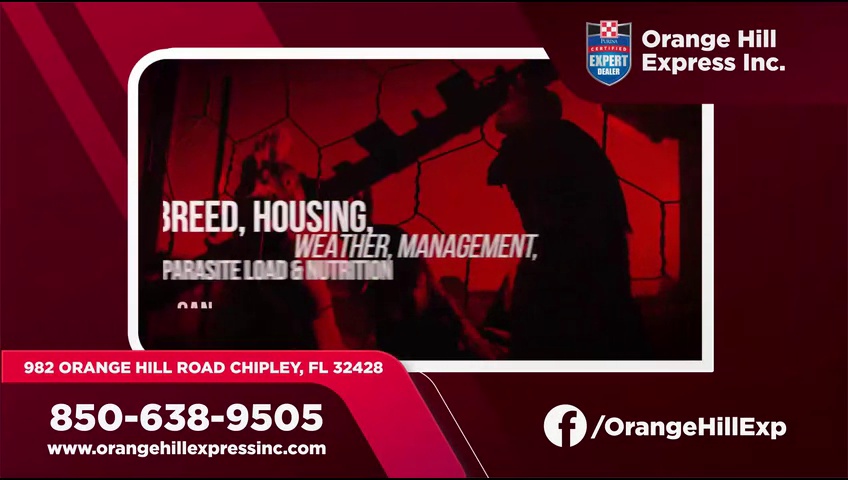 PURINA
CERTIFIED
EXPERT
DEALER
Orange Hill
Express Inc.
BREED, HOUSING,
WEATHER, MANAGEMENT,
PARASITE LOAD & NUTRITION
CAN
982 ORANGE HILL ROAD CHIPLEY, FL 32428
850-638-9505
www.orangehillexpressinc.com
f/OrangeHillExp